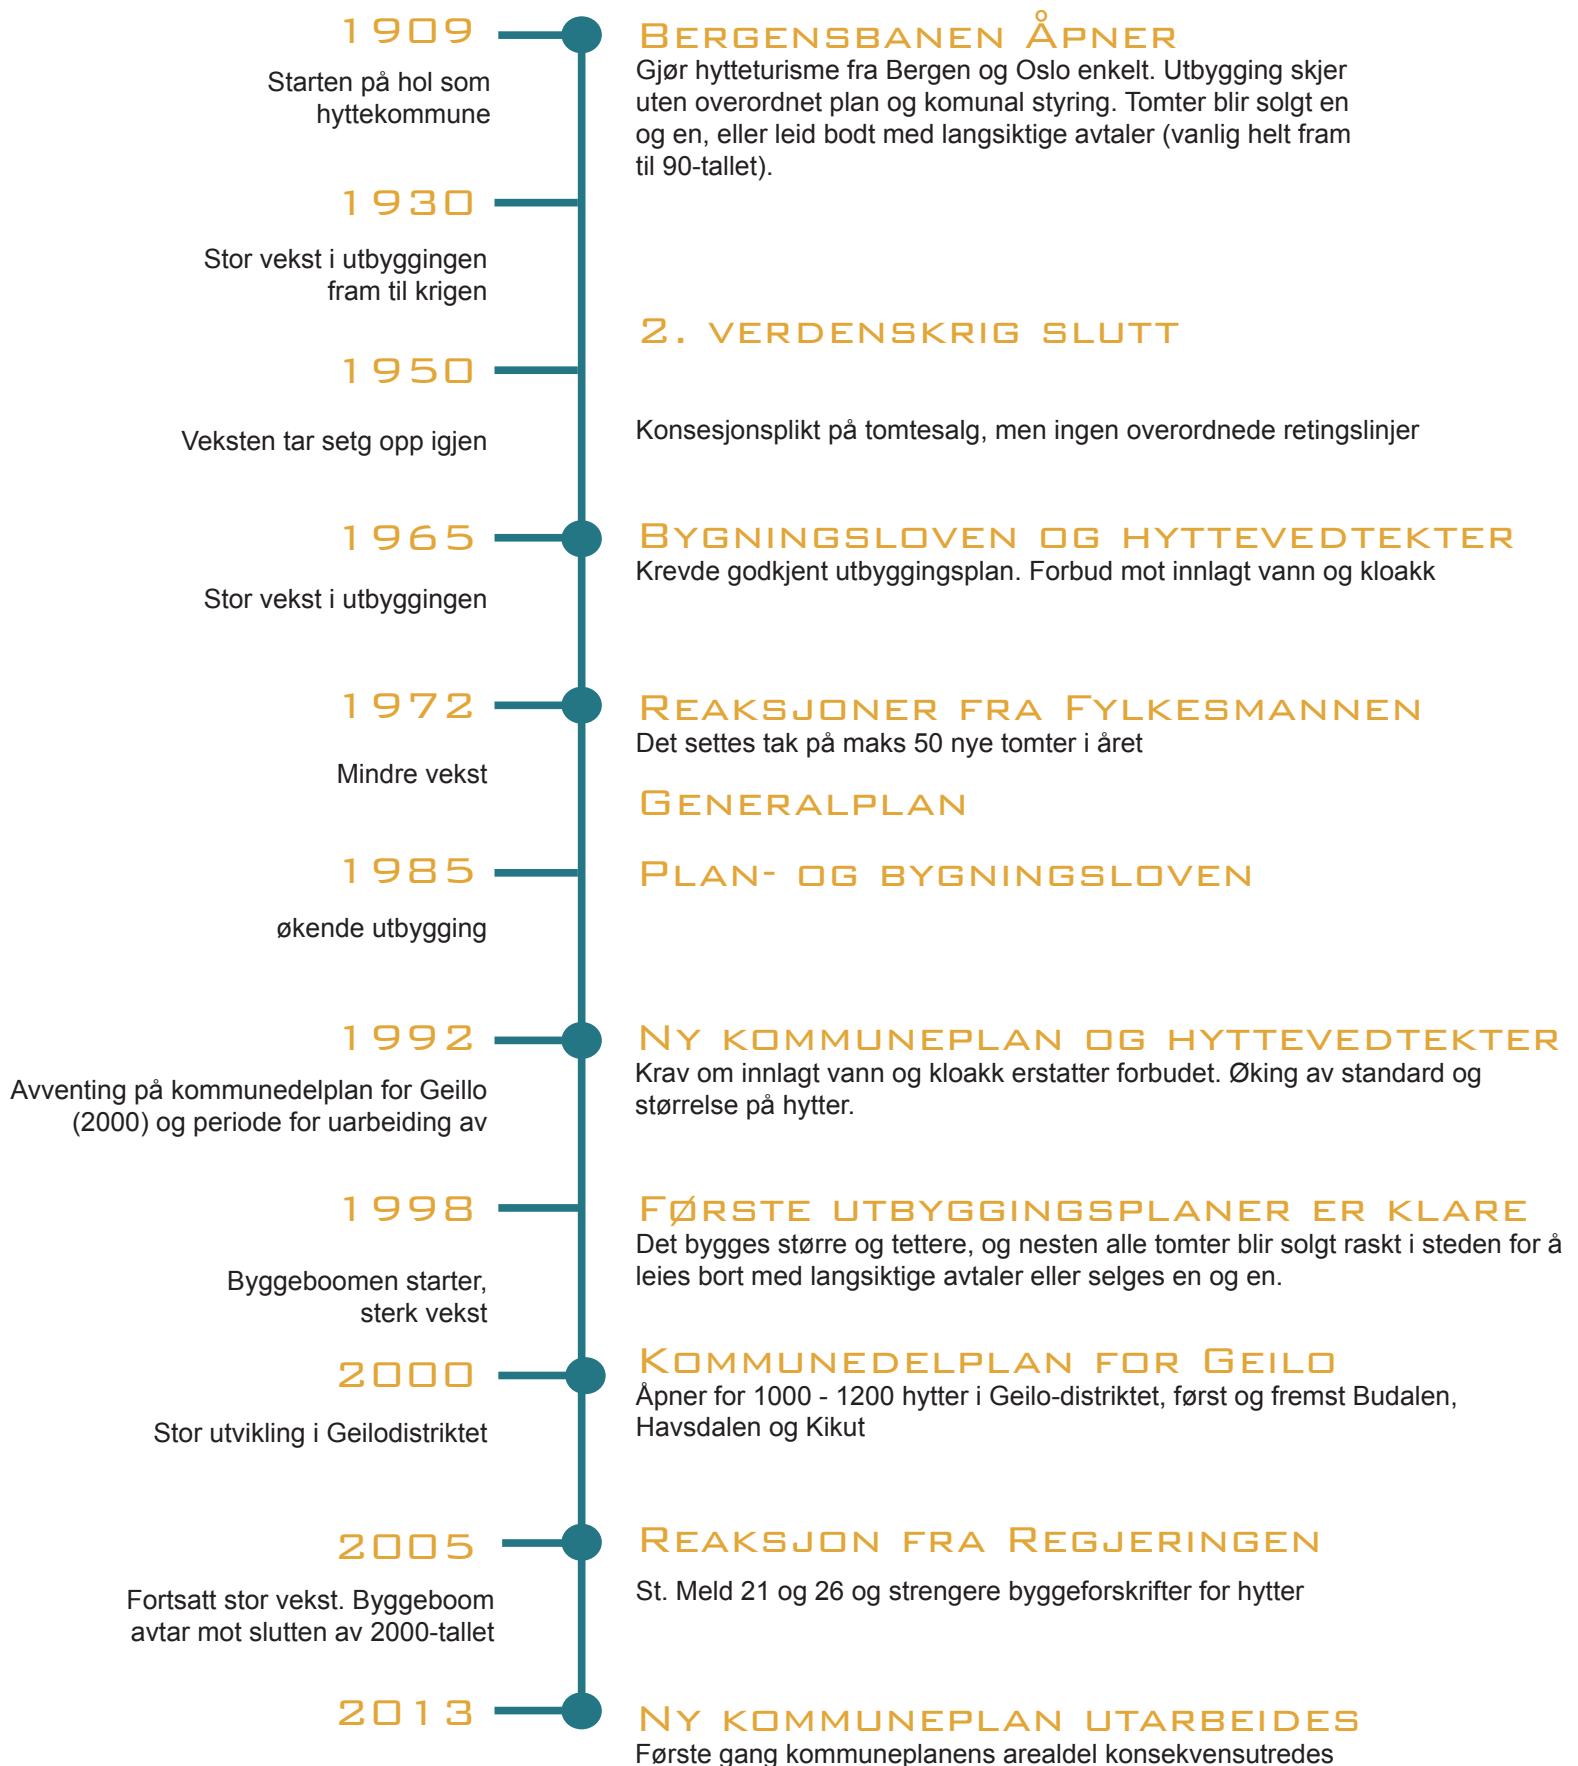 1909
Starten på hol som
hyttekommune
Bergensbanen Åpner
Gjør hytteturisme fra Bergen og Oslo enkelt. Utbygging skjer
uten overordnet plan og komunal styring. Tomter blir solgt en
og en, eller leid bodt med langsiktige avtaler (vanlig helt fram
til 90-tallet).
1930
Stor vekst i utbyggingen
fram til krigen
2. verdenskrig slutt
1950
Veksten tar setg opp igjen
Konsesjonsplikt på tomtesalg, men ingen overordnede retingslinjer
1965
Stor vekst i utbyggingen
Bygningsloven og hyttevedtekter
Krevde godkjent utbyggingsplan. Forbud mot innlagt vann og kloakk
1972
Mindre vekst
Reaksjoner fra Fylkesmannen
Det settes tak på maks 50 nye tomter i året
Generalplan
1985
økende utbygging
Plan- og bygningsloven
1992
Avventing på kommunedelplan for Geillo
(2000) og periode for uarbeiding av
Ny kommuneplan og hyttevedtekter
Krav om innlagt vann og kloakk erstatter forbudet. Øking av standard og
størrelse på hytter.
1998
Byggeboomen starter,
sterk vekst
Første utbyggingsplaner er klare
Det bygges større og tettere, og nesten alle tomter blir solgt raskt i steden for å
leies bort med langsiktige avtaler eller selges en og en.
2000
Stor utvikling i Geilodistriktet
Kommunedelplan for Geilo
Åpner for 1000 - 1200 hytter i Geilo-distriktet, først og fremst Budalen,
Havsdalen og Kikut
2005
Fortsatt stor vekst. Byggeboom
avtar mot slutten av 2000-tallet
Reaksjon fra Regjeringen
St. Meld 21 og 26 og strengere byggeforskrifter for hytter
2013
Ny kommuneplan utarbeides
Første gang kommuneplanens arealdel konsekvensutredes